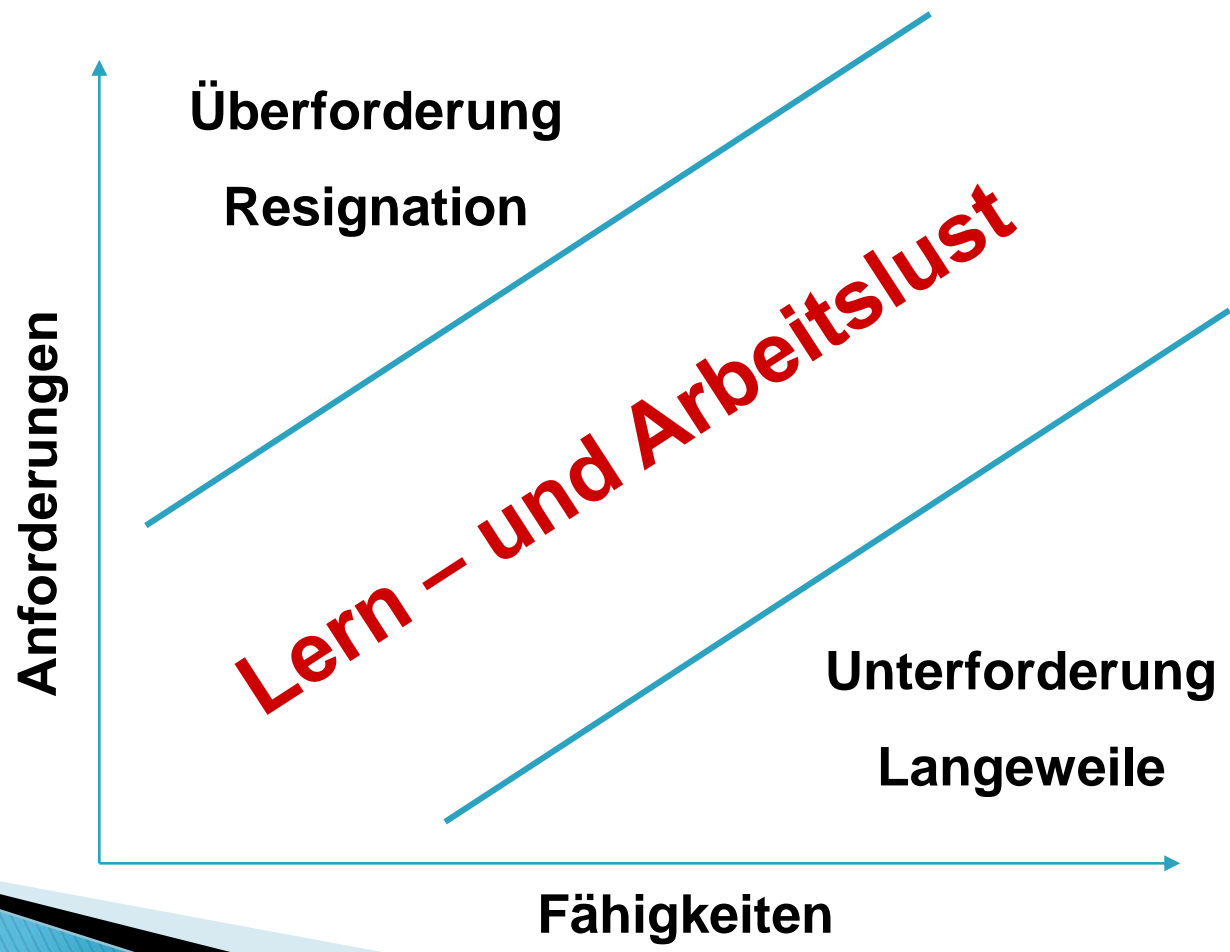 Überforderung
Resignation
Lern – und Arbeitslust
Anforderungen
Unterforderung
Langeweile
Fähigkeiten